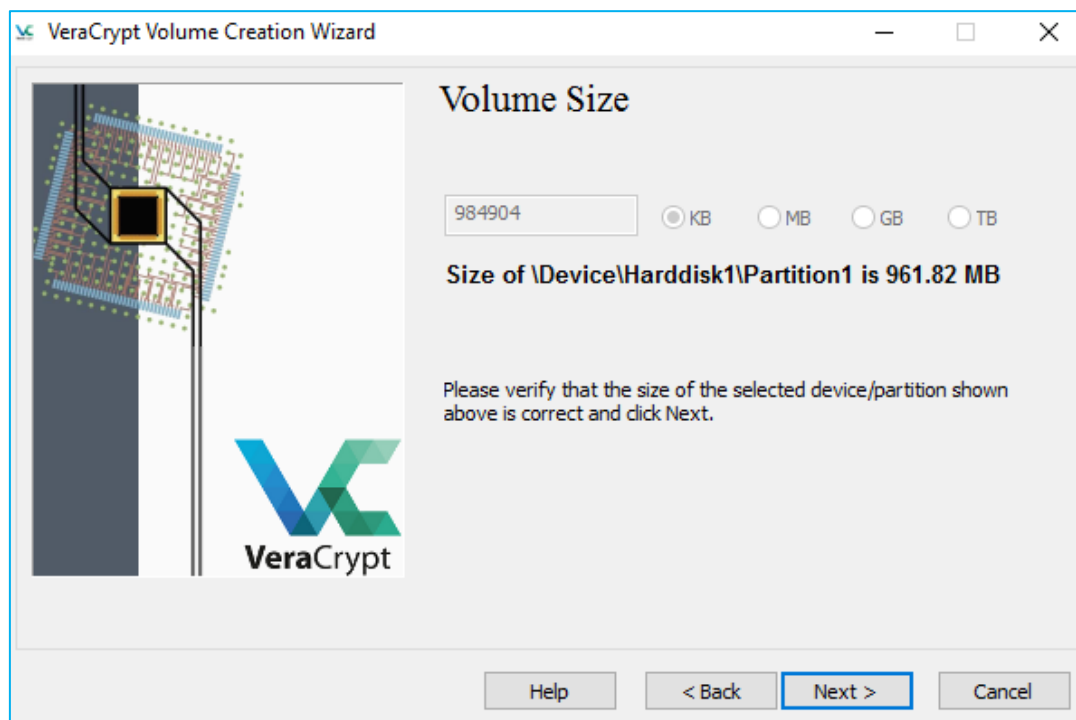 VeraCrypt Volume Creation Wizard
Volume Size
984904 KB MB GB TB
Size of \Device\Harddisk1\Partition1 is 961.82 MB
Please verify that the size of the selected device/partition shown
above is correct and click Next.
VeraCrypt
Help < Back Next > Cancel